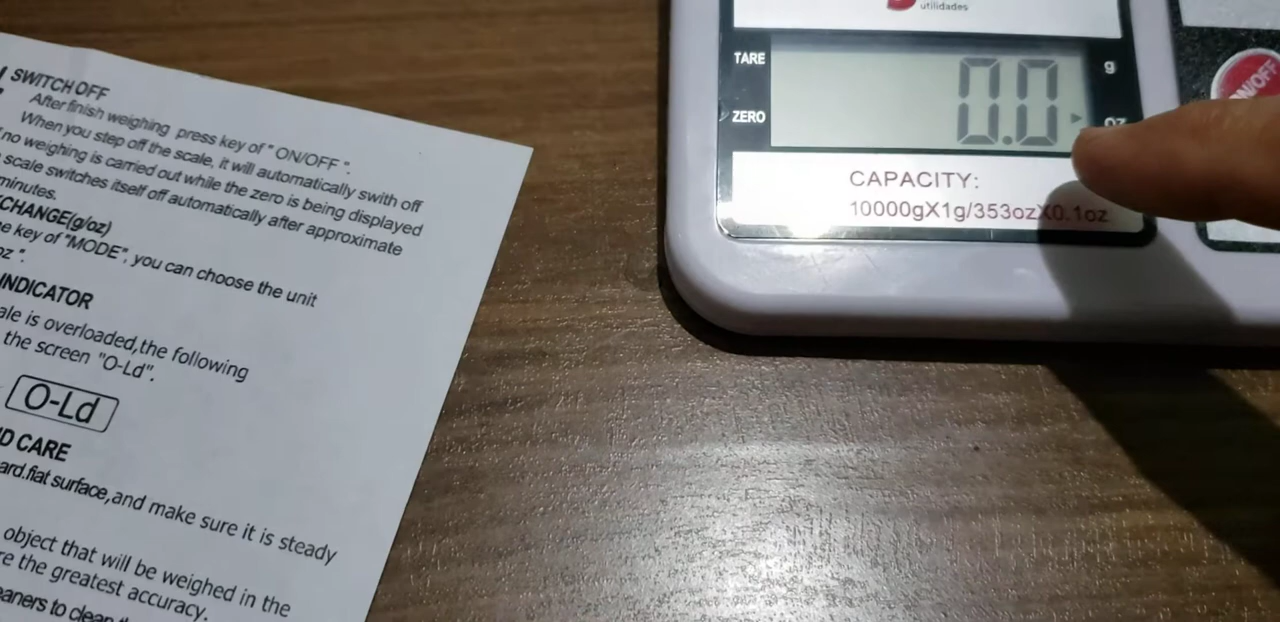 SWITCH OFF
After finish weighing press key of " ON/OFF ".
When you step off the scale, it will automatically swith off
no weighing is carried out while the zero is being displayed
scale switches itself off automatically after approximate
minutes.
CHANGE(g/oz)
key of "MODE", you can choose the unit
oz ".
INDICATOR
is overloaded,the following
the screen "O-Ld".
O-Ld
CARE
flat surface,and make sure it is steady
object that will be weighed in the
the greatest accuracy.
to clean
utilidades
TARE
g
0.0
ZERO
oz
ON/OFF
CAPACITY:
10000gX1g/353ozX0.1oz